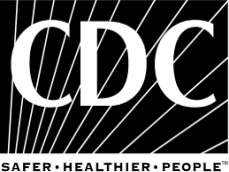 CDC
SAFER • HEALTHIER • PEOPLE™